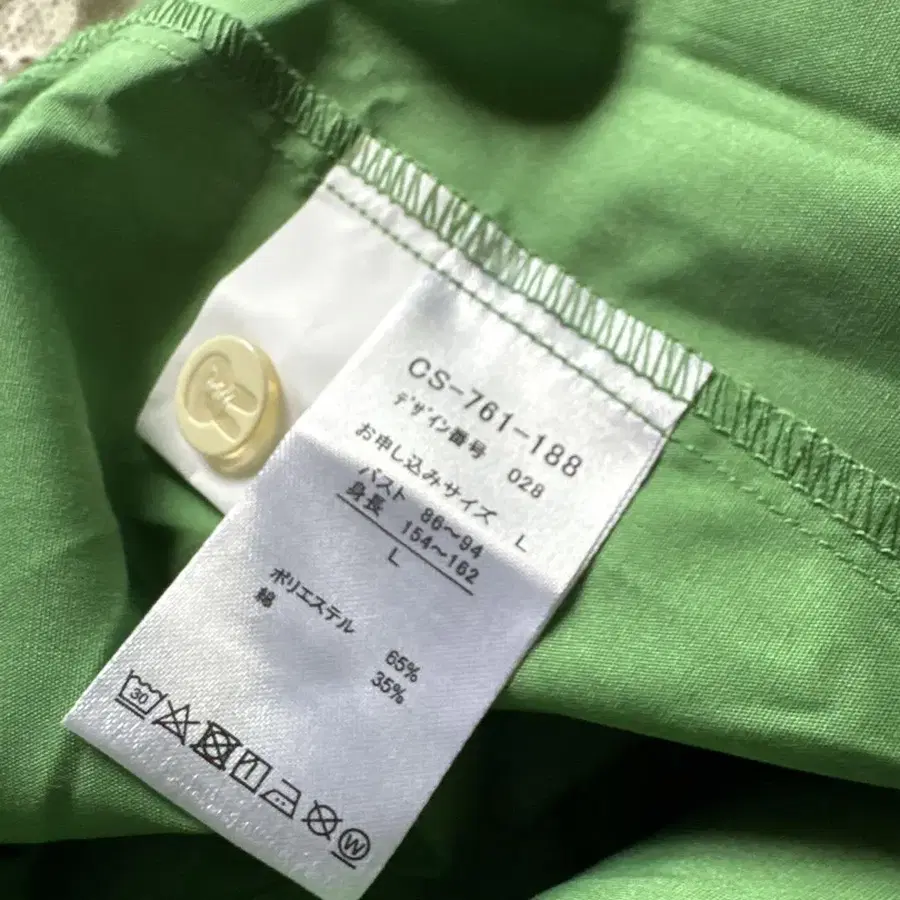 CS-761-188
デザイン番号 028
お申し込みサイズ L
バスト 86～94
身長 154～162
L
ポリエステル 65%
綿 35%
30
W